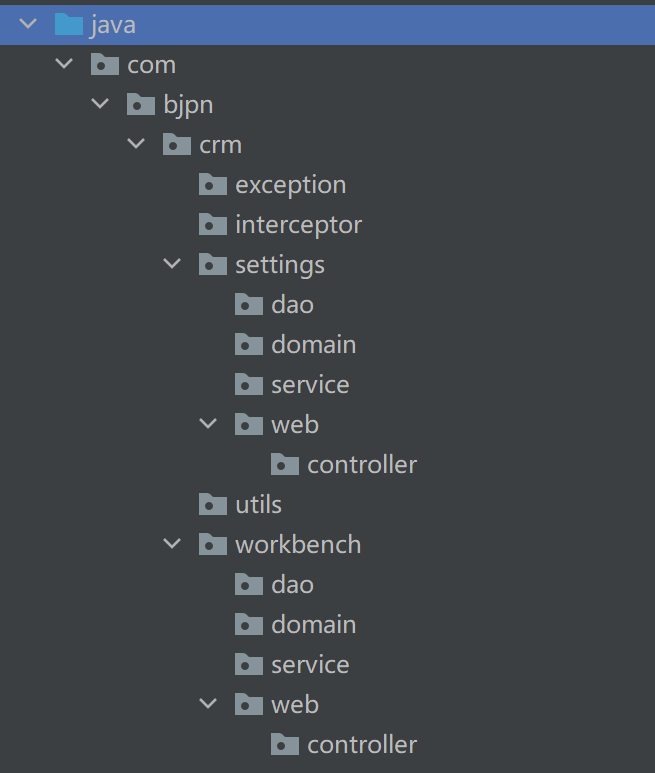 java
com
bjpn
crm
exception
interceptor
settings
dao
domain
service
web
controller
utils
workbench
dao
domain
service
web
controller